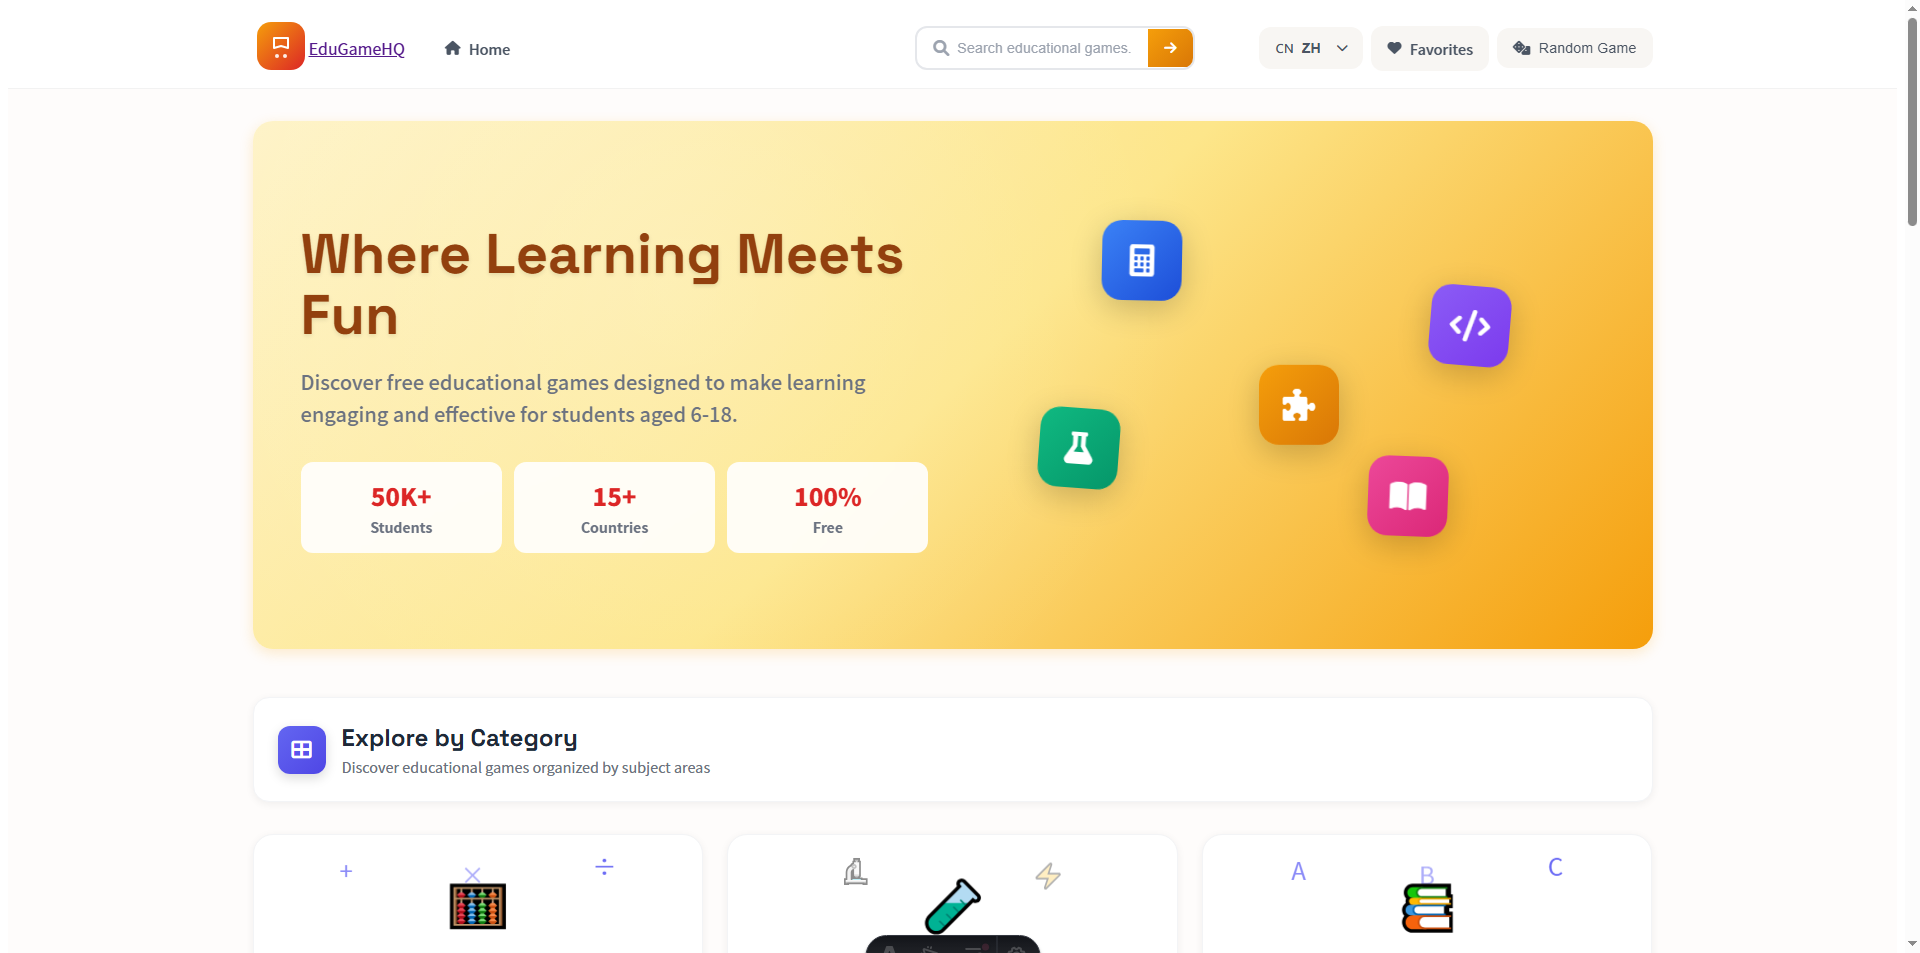 EduGameHQ
Home
Search educational games.
CN ZH
Favorites
Random Game
Where Learning Meets
Fun
Discover free educational games designed to make learning
engaging and effective for students aged 6-18.
50K+
Students
15+
Countries
100%
Free
Explore by Category
Discover educational games organized by subject areas
+
×
÷
A
B
C